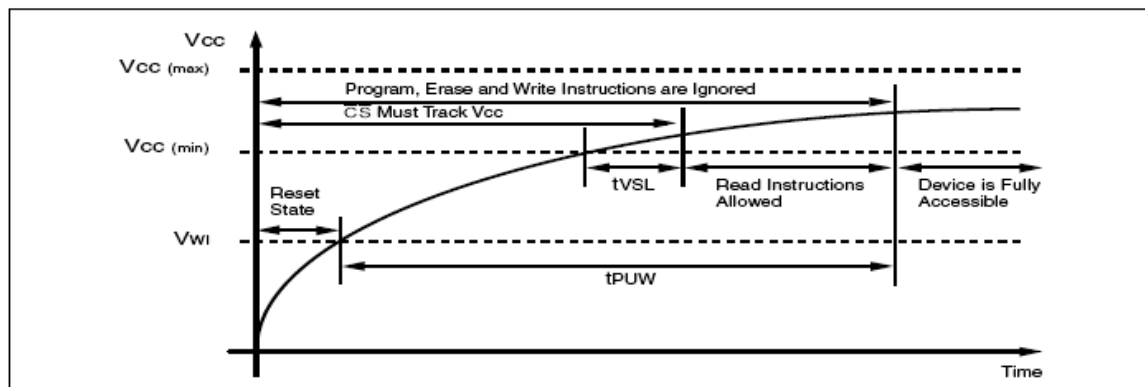 Vcc
Vcc (max)
Program, Erase and Write Instructions are Ignored
CS Must Track Vcc
Vcc (min)
tVSL
Read Instructions
Allowed
Device is Fully
Accessible
Reset
State
VWI
tPUW
Time